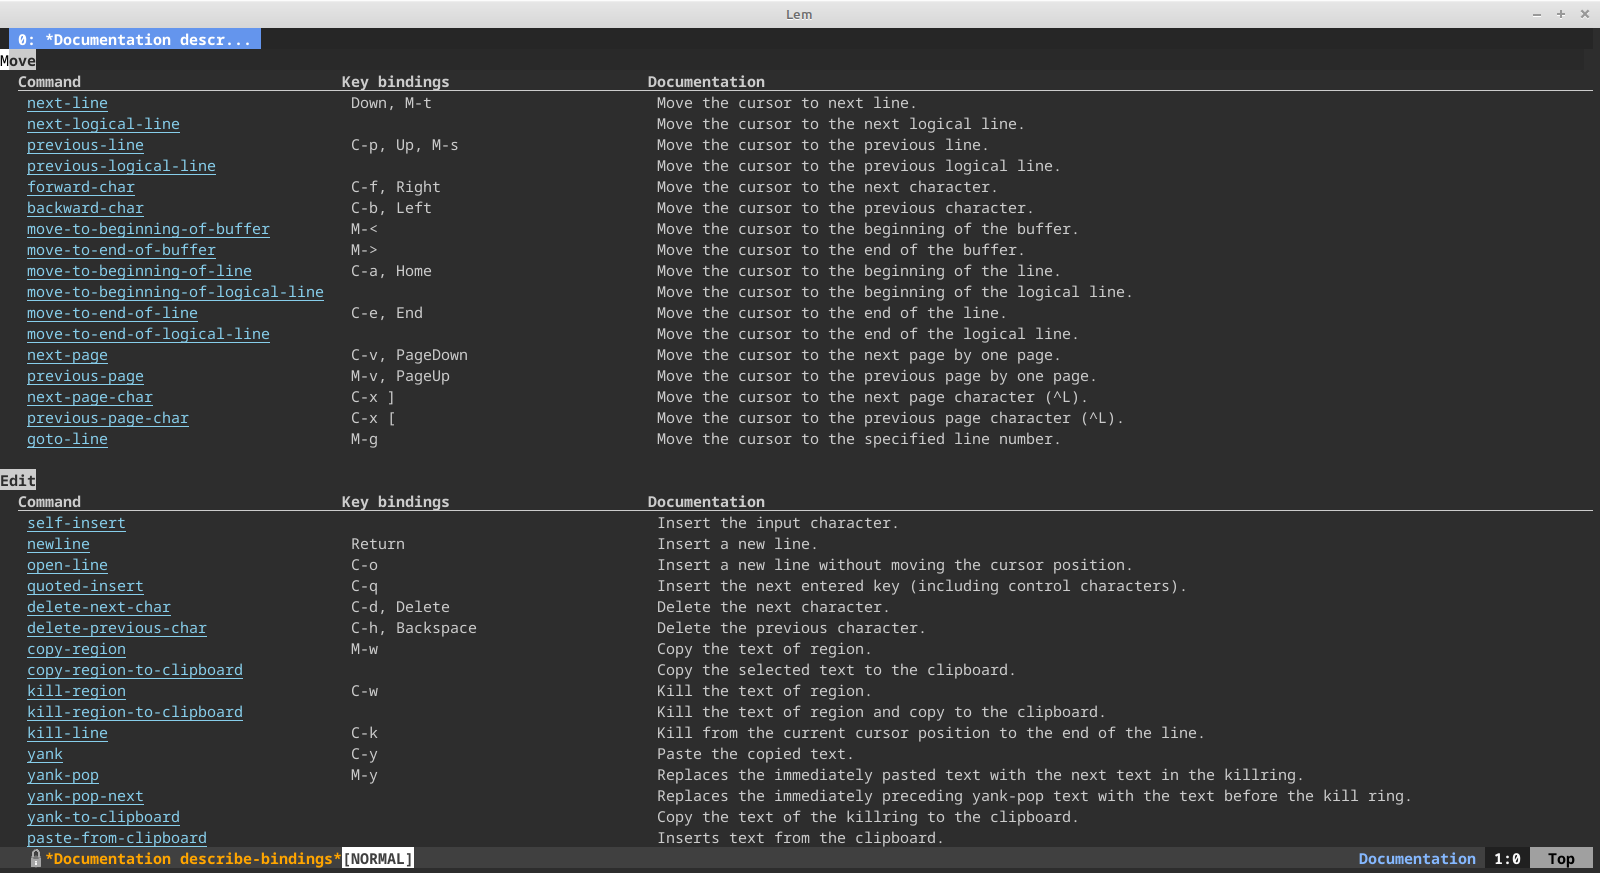 Lem
0: *Documentation descr...
Move
Command Key bindings Documentation
next-line Down, M-t Move the cursor to next line.
next-logical-line Move the cursor to the next logical line.
previous-line C-p, Up, M-s Move the cursor to the previous line.
previous-logical-line Move the cursor to the previous logical line.
forward-char C-f, Right Move the cursor to the next character.
backward-char C-b, Left Move the cursor to the previous character.
move-to-beginning-of-buffer M-< Move the cursor to the beginning of the buffer.
move-to-end-of-buffer M-> Move the cursor to the end of the buffer.
move-to-beginning-of-line C-a, Home Move the cursor to the beginning of the line.
move-to-beginning-of-logical-line Move the cursor to the beginning of the logical line.
move-to-end-of-line C-e, End Move the cursor to the end of the line.
move-to-end-of-logical-line Move the cursor to the end of the logical line.
next-page C-v, PageDown Move the cursor to the next page by one page.
previous-page M-v, PageUp Move the cursor to the previous page by one page.
next-page-char C-x ] Move the cursor to the next page character (^L).
previous-page-char C-x [ Move the cursor to the previous page character (^L).
goto-line M-g Move the cursor to the specified line number.
Edit
Command Key bindings Documentation
self-insert Insert the input character.
newline Return Insert a new line.
open-line C-o Insert a new line without moving the cursor position.
quoted-insert C-q Insert the next entered key (including control characters).
delete-next-char C-d, Delete Delete the next character.
delete-previous-char C-h, Backspace Delete the previous character.
copy-region M-w Copy the text of region.
copy-region-to-clipboard Copy the selected text to the clipboard.
kill-region C-w Kill the text of region.
kill-region-to-clipboard Kill the text of region and copy to the clipboard.
kill-line C-k Kill from the current cursor position to the end of the line.
yank C-y Paste the copied text.
yank-pop M-y Replaces the immediately pasted text with the next text in the killring.
yank-pop-next Replaces the immediately preceding yank-pop text with the text before the kill ring.
yank-to-clipboard Copy the text of the killring to the clipboard.
paste-from-clipboard Inserts text from the clipboard.
*Documentation describe-bindings*[NORMAL] Documentation 1:0 Top